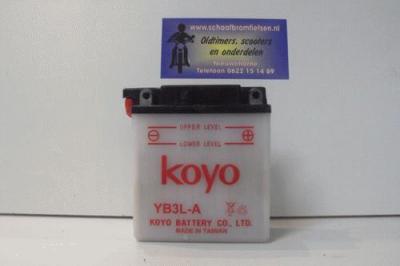 www.schaafbromfietsen.nl
Oldtimers, scooters
en onderdelen
Nieuwehorne
Telefoon 0622 15 14 89
UPPER LEVEL
LOWER LEVEL
koyo
YB3L-A
KOYO BATTERY CO., LTD.
MADE IN TAIWAN